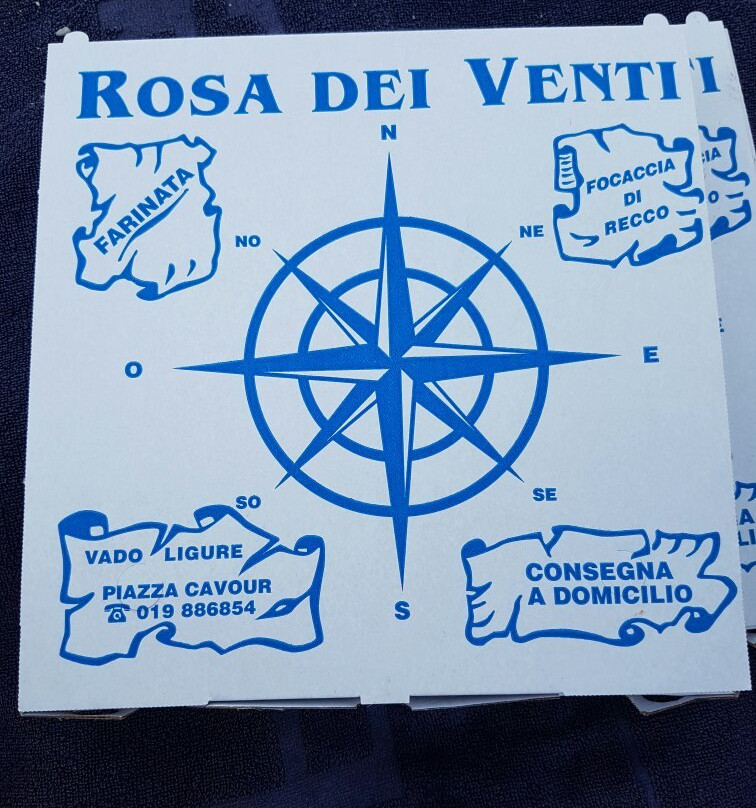 ROSA DEI VENTI
N
FARINATA
FOCACCIA
DI
RECCO
NO
NE
O
E
SO
SE
VADO LIGURE
PIAZZA CAVOUR
☎ 019 886854
CONSEGNA
A DOMICILIO
S